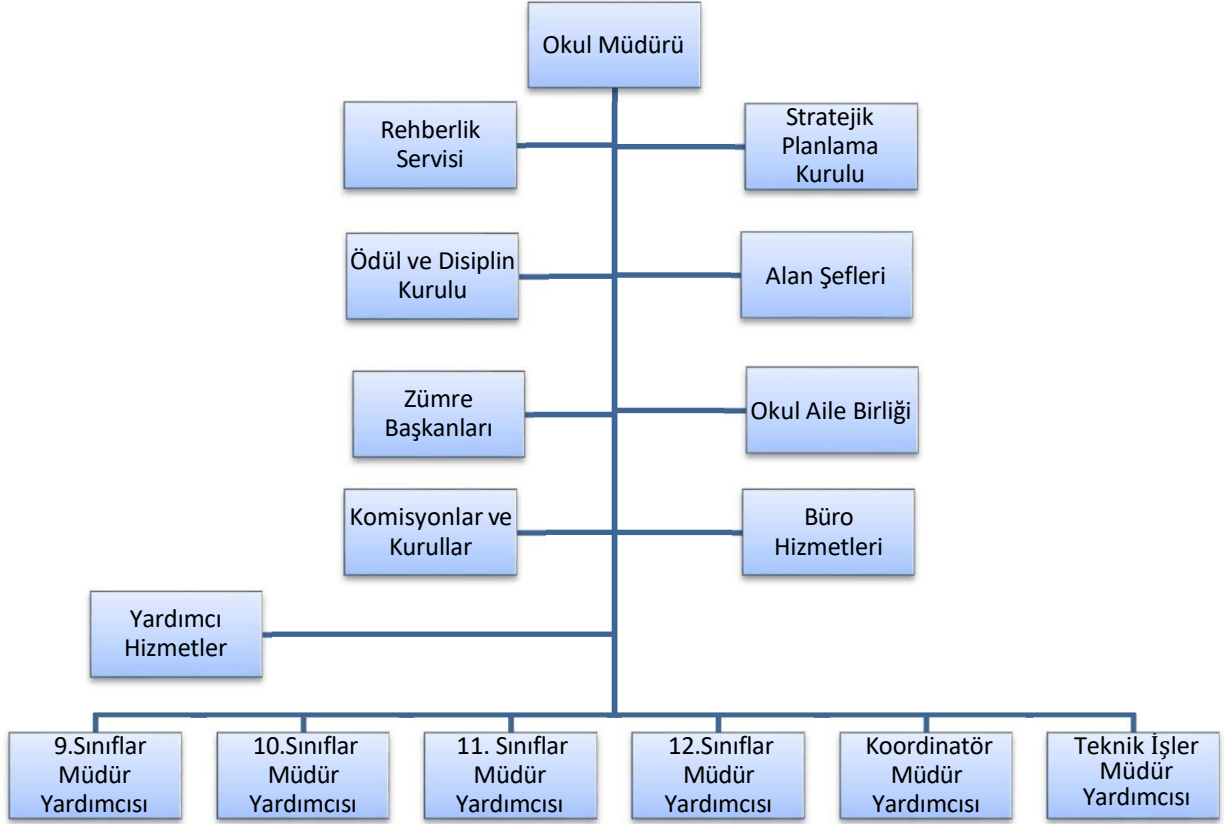 Okul Müdürü
Rehberlik
Servisi
Stratejik
Planlama
Kurulu
Ödül ve Disiplin
Kurulu
Alan Şefleri
Zümre
Başkanları
Okul Aile Birliği
Komisyonlar ve
Kurullar
Büro
Hizmetleri
Yardımcı
Hizmetler
9.Sınıflar
Müdür
Yardımcısı
10.Sınıflar
Müdür
Yardımcısı
11. Sınıflar
Müdür
Yardımcısı
12.Sınıflar
Müdür
Yardımcısı
Koordinatör
Müdür
Yardımcısı
Teknik İşler
Müdür
Yardımcısı